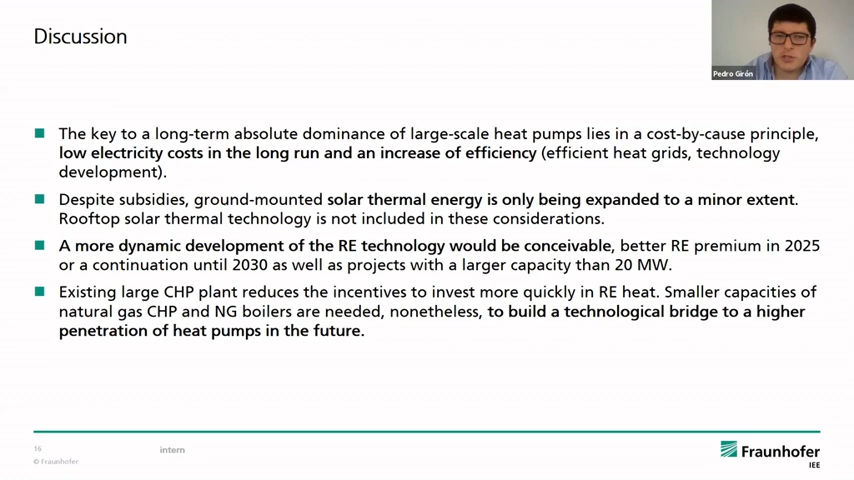 Discussion
Pedro Girón
The key to a long-term absolute dominance of large-scale heat pumps lies in a cost-by-cause principle,
low electricity costs in the long run and an increase of efficiency (efficient heat grids, technology
development).
Despite subsidies, ground-mounted solar thermal energy is only being expanded to a minor extent.
Rooftop solar thermal technology is not included in these considerations.
A more dynamic development of the RE technology would be conceivable, better RE premium in 2025
or a continuation until 2030 as well as projects with a larger capacity than 20 MW.
Existing large CHP plant reduces the incentives to invest more quickly in RE heat. Smaller capacities of
natural gas CHP and NG boilers are needed, nonetheless, to build a technological bridge to a higher
penetration of heat pumps in the future.
16
intern
© Fraunhofer
Fraunhofer
IEE